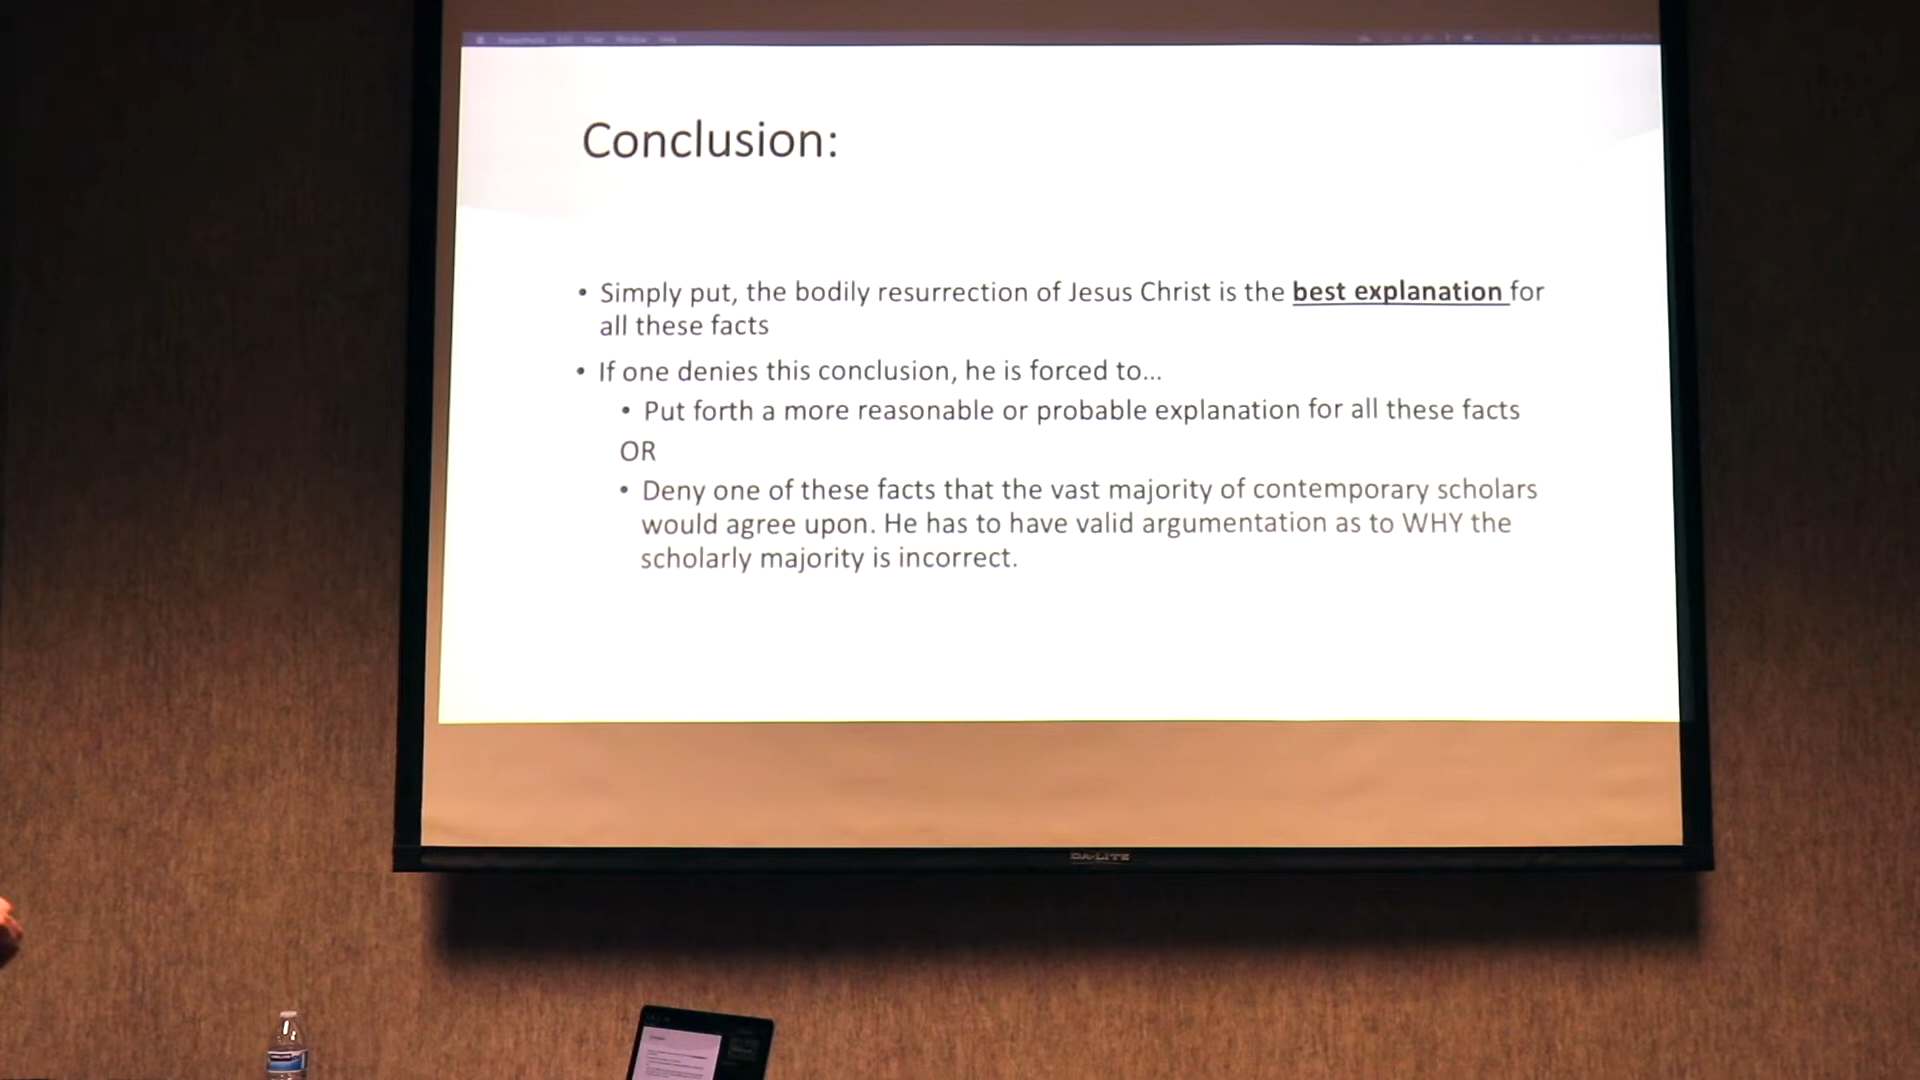 Conclusion:
• Simply put, the bodily resurrection of Jesus Christ is the best explanation for
all these facts
• If one denies this conclusion, he is forced to...
• Put forth a more reasonable or probable explanation for all these facts
OR
• Deny one of these facts that the vast majority of contemporary scholars
would agree upon. He has to have valid argumentation as to WHY the
scholarly majority is incorrect.
DA-LITE